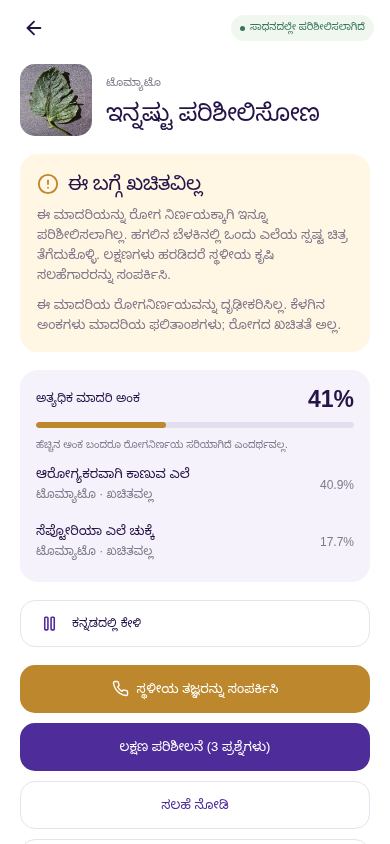 ಸಾಧನದಲ್ಲೇ ಪರಿಶೀಲಿಸಲಾಗಿದೆ
ಟೊಮ್ಯಾಟೊ
ಇನ್ನಷ್ಟು ಪರಿಶೀಲಿಸೋಣ
ಈ ಬಗ್ಗೆ ಖಚಿತವಿಲ್ಲ
ಈ ಮಾದರಿಯನ್ನು ರೋಗ ನಿರ್ಣಯಕ್ಕಾಗಿ ಇನ್ನೂ
ಪರಿಶೀಲಿಸಲಾಗಿಲ್ಲ. ಹಗಲಿನ ಬೆಳಕಿನಲ್ಲಿ ಒಂದು ಎಲೆಯ ಸ್ಪಷ್ಟ ಚಿತ್ರ
ತೆಗೆದುಕೊಳ್ಳಿ. ಲಕ್ಷಣಗಳು ಹರಡಿದರೆ ಸ್ಥಳೀಯ ಕೃಷಿ
ಸಲಹೆಗಾರರನ್ನು ಸಂಪರ್ಕಿಸಿ.
ಈ ಮಾದರಿಯ ರೋಗನಿರ್ಣಯವನ್ನು ದೃಢೀಕರಿಸಿಲ್ಲ. ಕೆಳಗಿನ
ಅಂಕಗಳು ಮಾದರಿಯ ಫಲಿತಾಂಶಗಳು; ರೋಗದ ಖಚಿತತೆ ಅಲ್ಲ.
ಅತ್ಯಧಿಕ ಮಾದರಿ ಅಂಕ
41%
ಹೆಚ್ಚಿನ ಅಂಕ ಬಂದರೂ ರೋಗನಿರ್ಣಯ ಸರಿಯಾಗಿದೆ ಎಂದರ್ಥವಲ್ಲ.
ಆರೋಗ್ಯಕರವಾಗಿ ಕಾಣುವ ಎಲೆ
ಟೊಮ್ಯಾಟೊ · ಖಚಿತವಲ್ಲ
40.9%
ಸೆಪ್ಟೋರಿಯಾ ಎಲೆ ಚುಕ್ಕೆ
ಟೊಮ್ಯಾಟೊ · ಖಚಿತವಲ್ಲ
17.7%
ಕನ್ನಡದಲ್ಲಿ ಕೇಳಿ
ಸ್ಥಳೀಯ ತಜ್ಞರನ್ನು ಸಂಪರ್ಕಿಸಿ
ಲಕ್ಷಣ ಪರಿಶೀಲನೆ (3 ಪ್ರಶ್ನೆಗಳು)
ಸಲಹೆ ನೋಡಿ